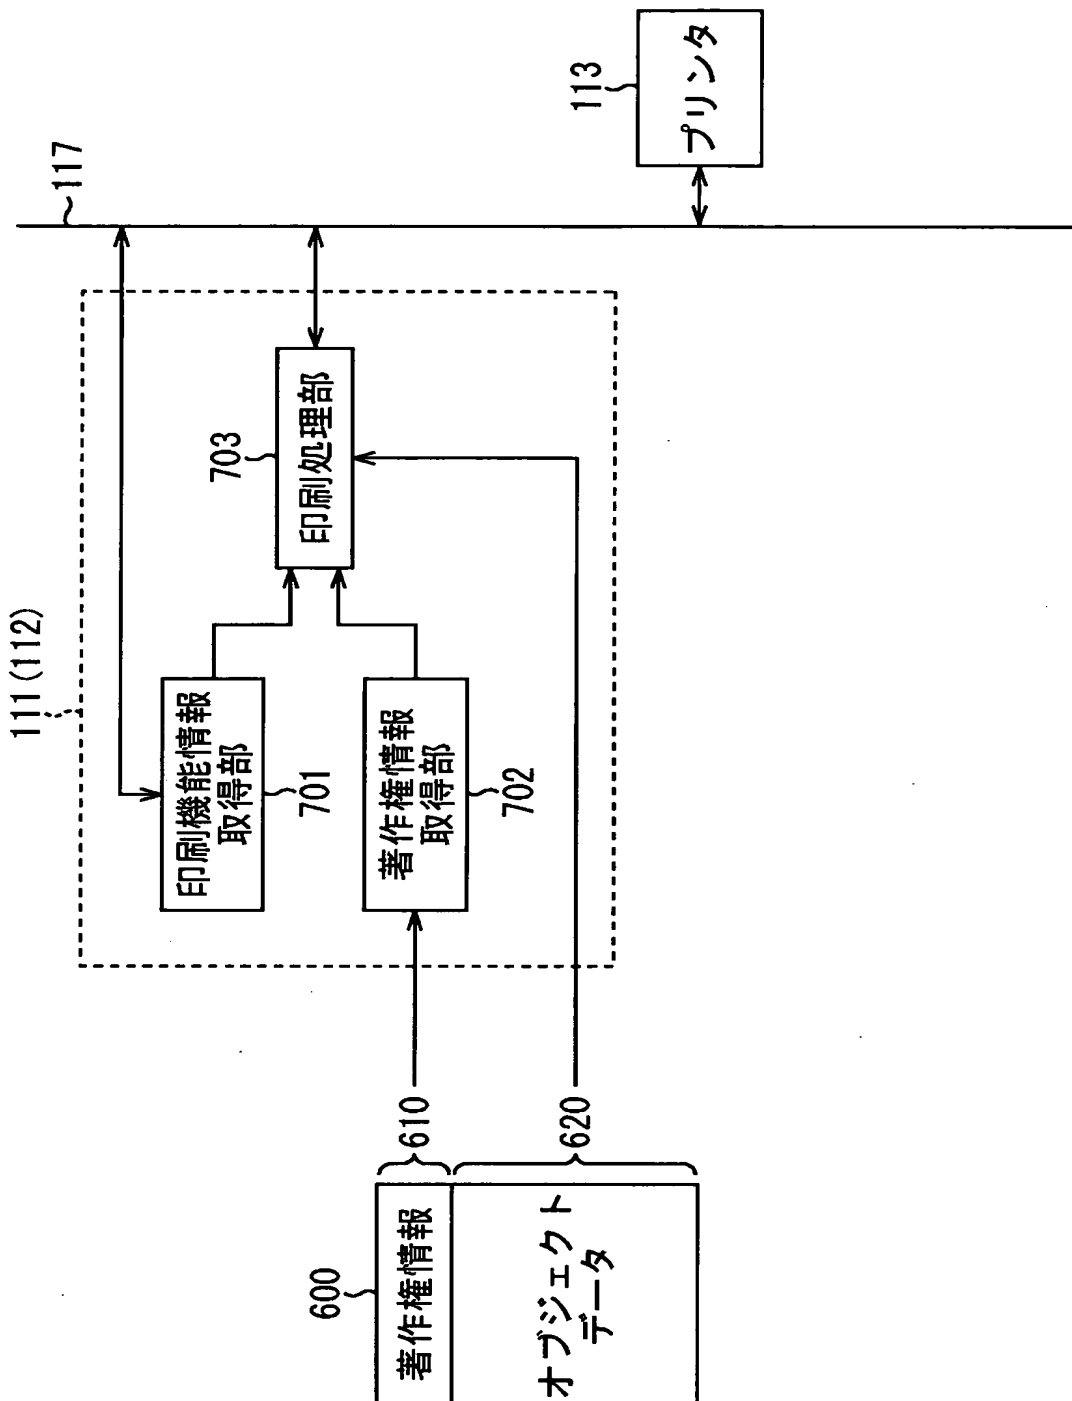 600
著作権情報
オブジェクト
データ
610
620
111(112)
印刷機能情報
取得部
701
著作権情報
取得部
702
703
印刷処理部
117
113
プリンタ